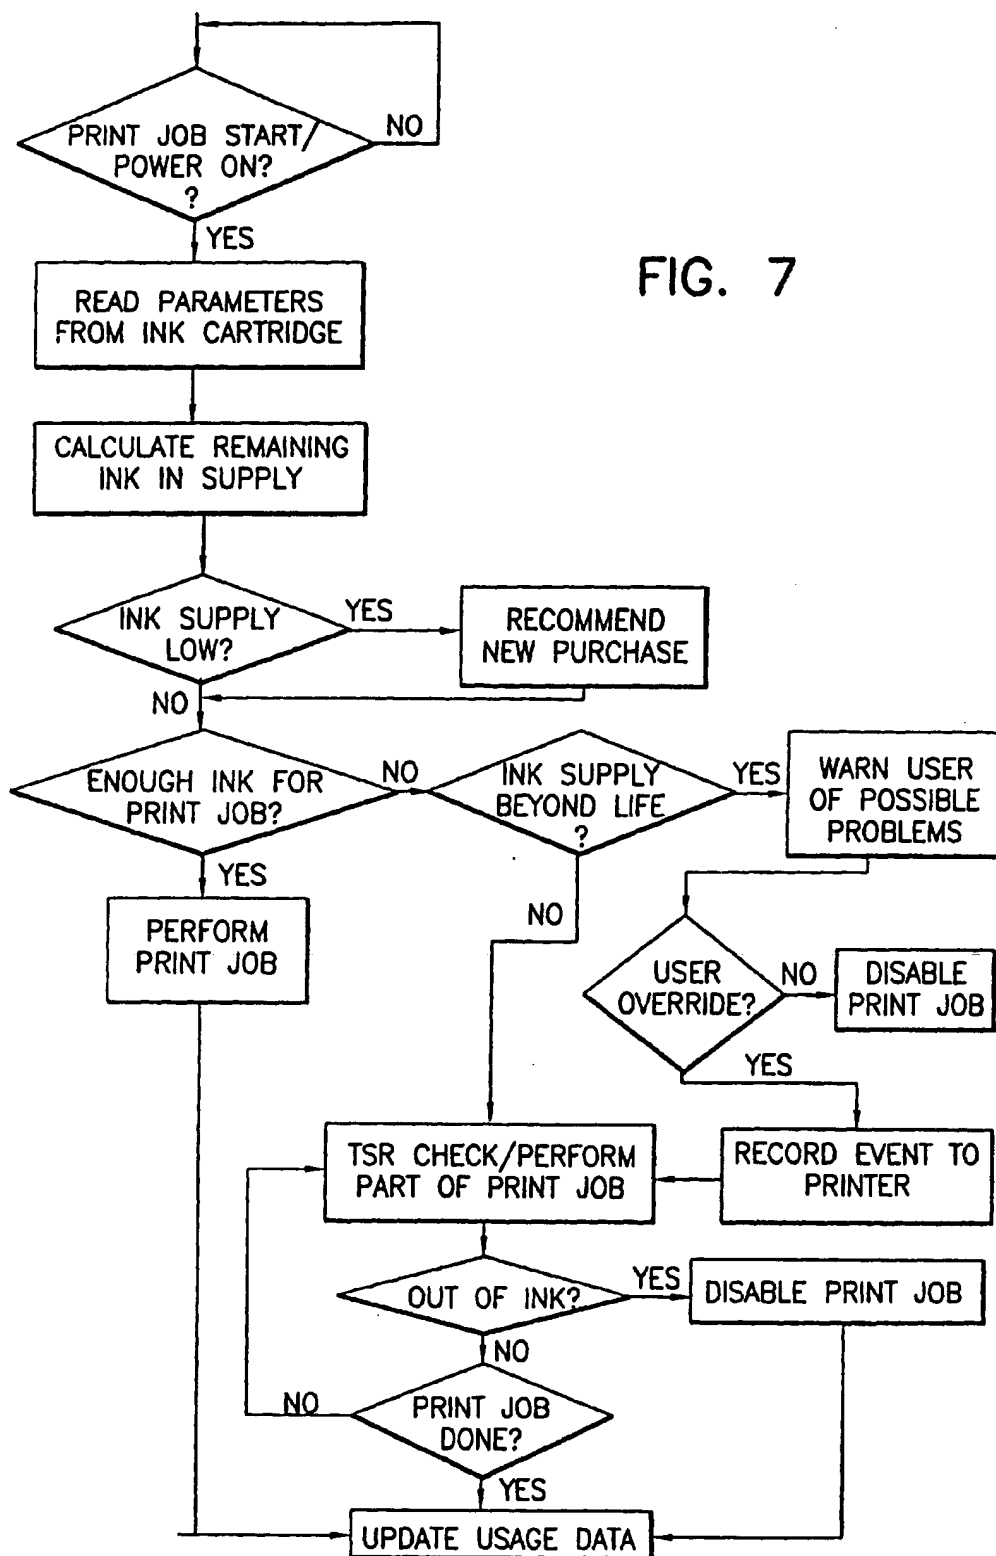 PRINT JOB START/
POWER ON?
?
NO
YES
FIG. 7
READ PARAMETERS
FROM INK CARTRIDGE
CALCULATE REMAINING
INK IN SUPPLY
INK SUPPLY
LOW?
YES
RECOMMEND
NEW PURCHASE
NO
ENOUGH INK FOR
PRINT JOB?
NO
INK SUPPLY
BEYOND LIFE
?
YES
WARN USER
OF POSSIBLE
PROBLEMS
YES
PERFORM
PRINT JOB
NO
USER
OVERRIDE?
NO
DISABLE
PRINT JOB
YES
TSR CHECK/PERFORM
PART OF PRINT JOB
RECORD EVENT TO
PRINTER
OUT OF INK?
YES
DISABLE PRINT JOB
NO
PRINT JOB
DONE?
NO
YES
UPDATE USAGE DATA